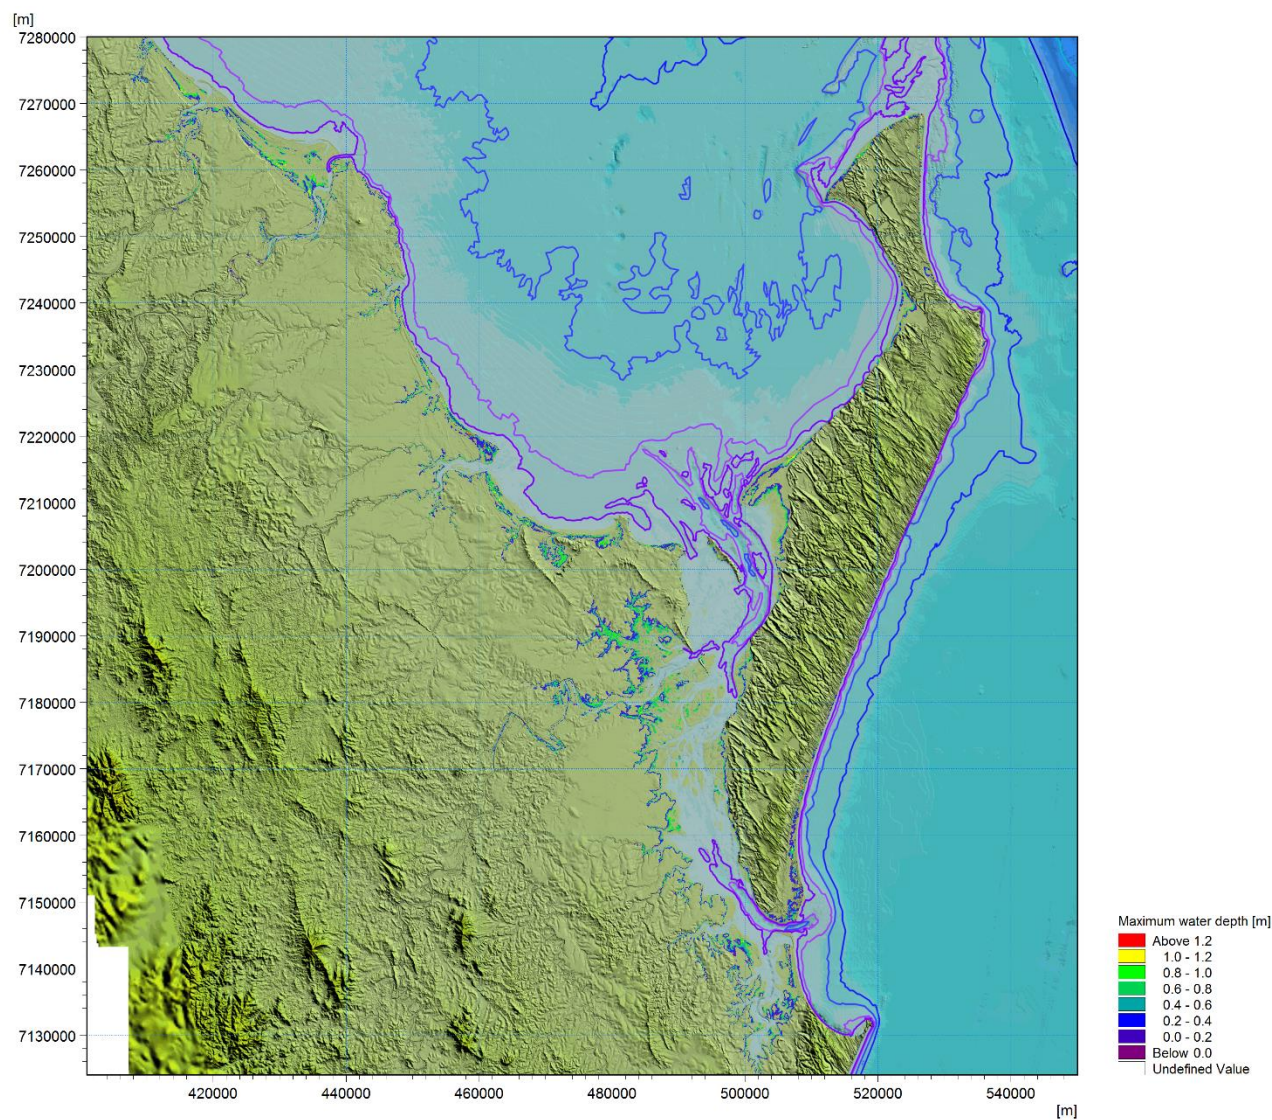 [m]
7280000
7270000
7260000
7250000
7240000
7230000
7220000
7210000
7200000
7190000
7180000
7170000
7160000
7150000
7140000
7130000
420000 440000 460000 480000 500000 520000 540000
[m]
Maximum water depth [m]
Above 1.2
1.0 - 1.2
0.8 - 1.0
0.6 - 0.8
0.4 - 0.6
0.2 - 0.4
0.0 - 0.2
Below 0.0
Undefined Value